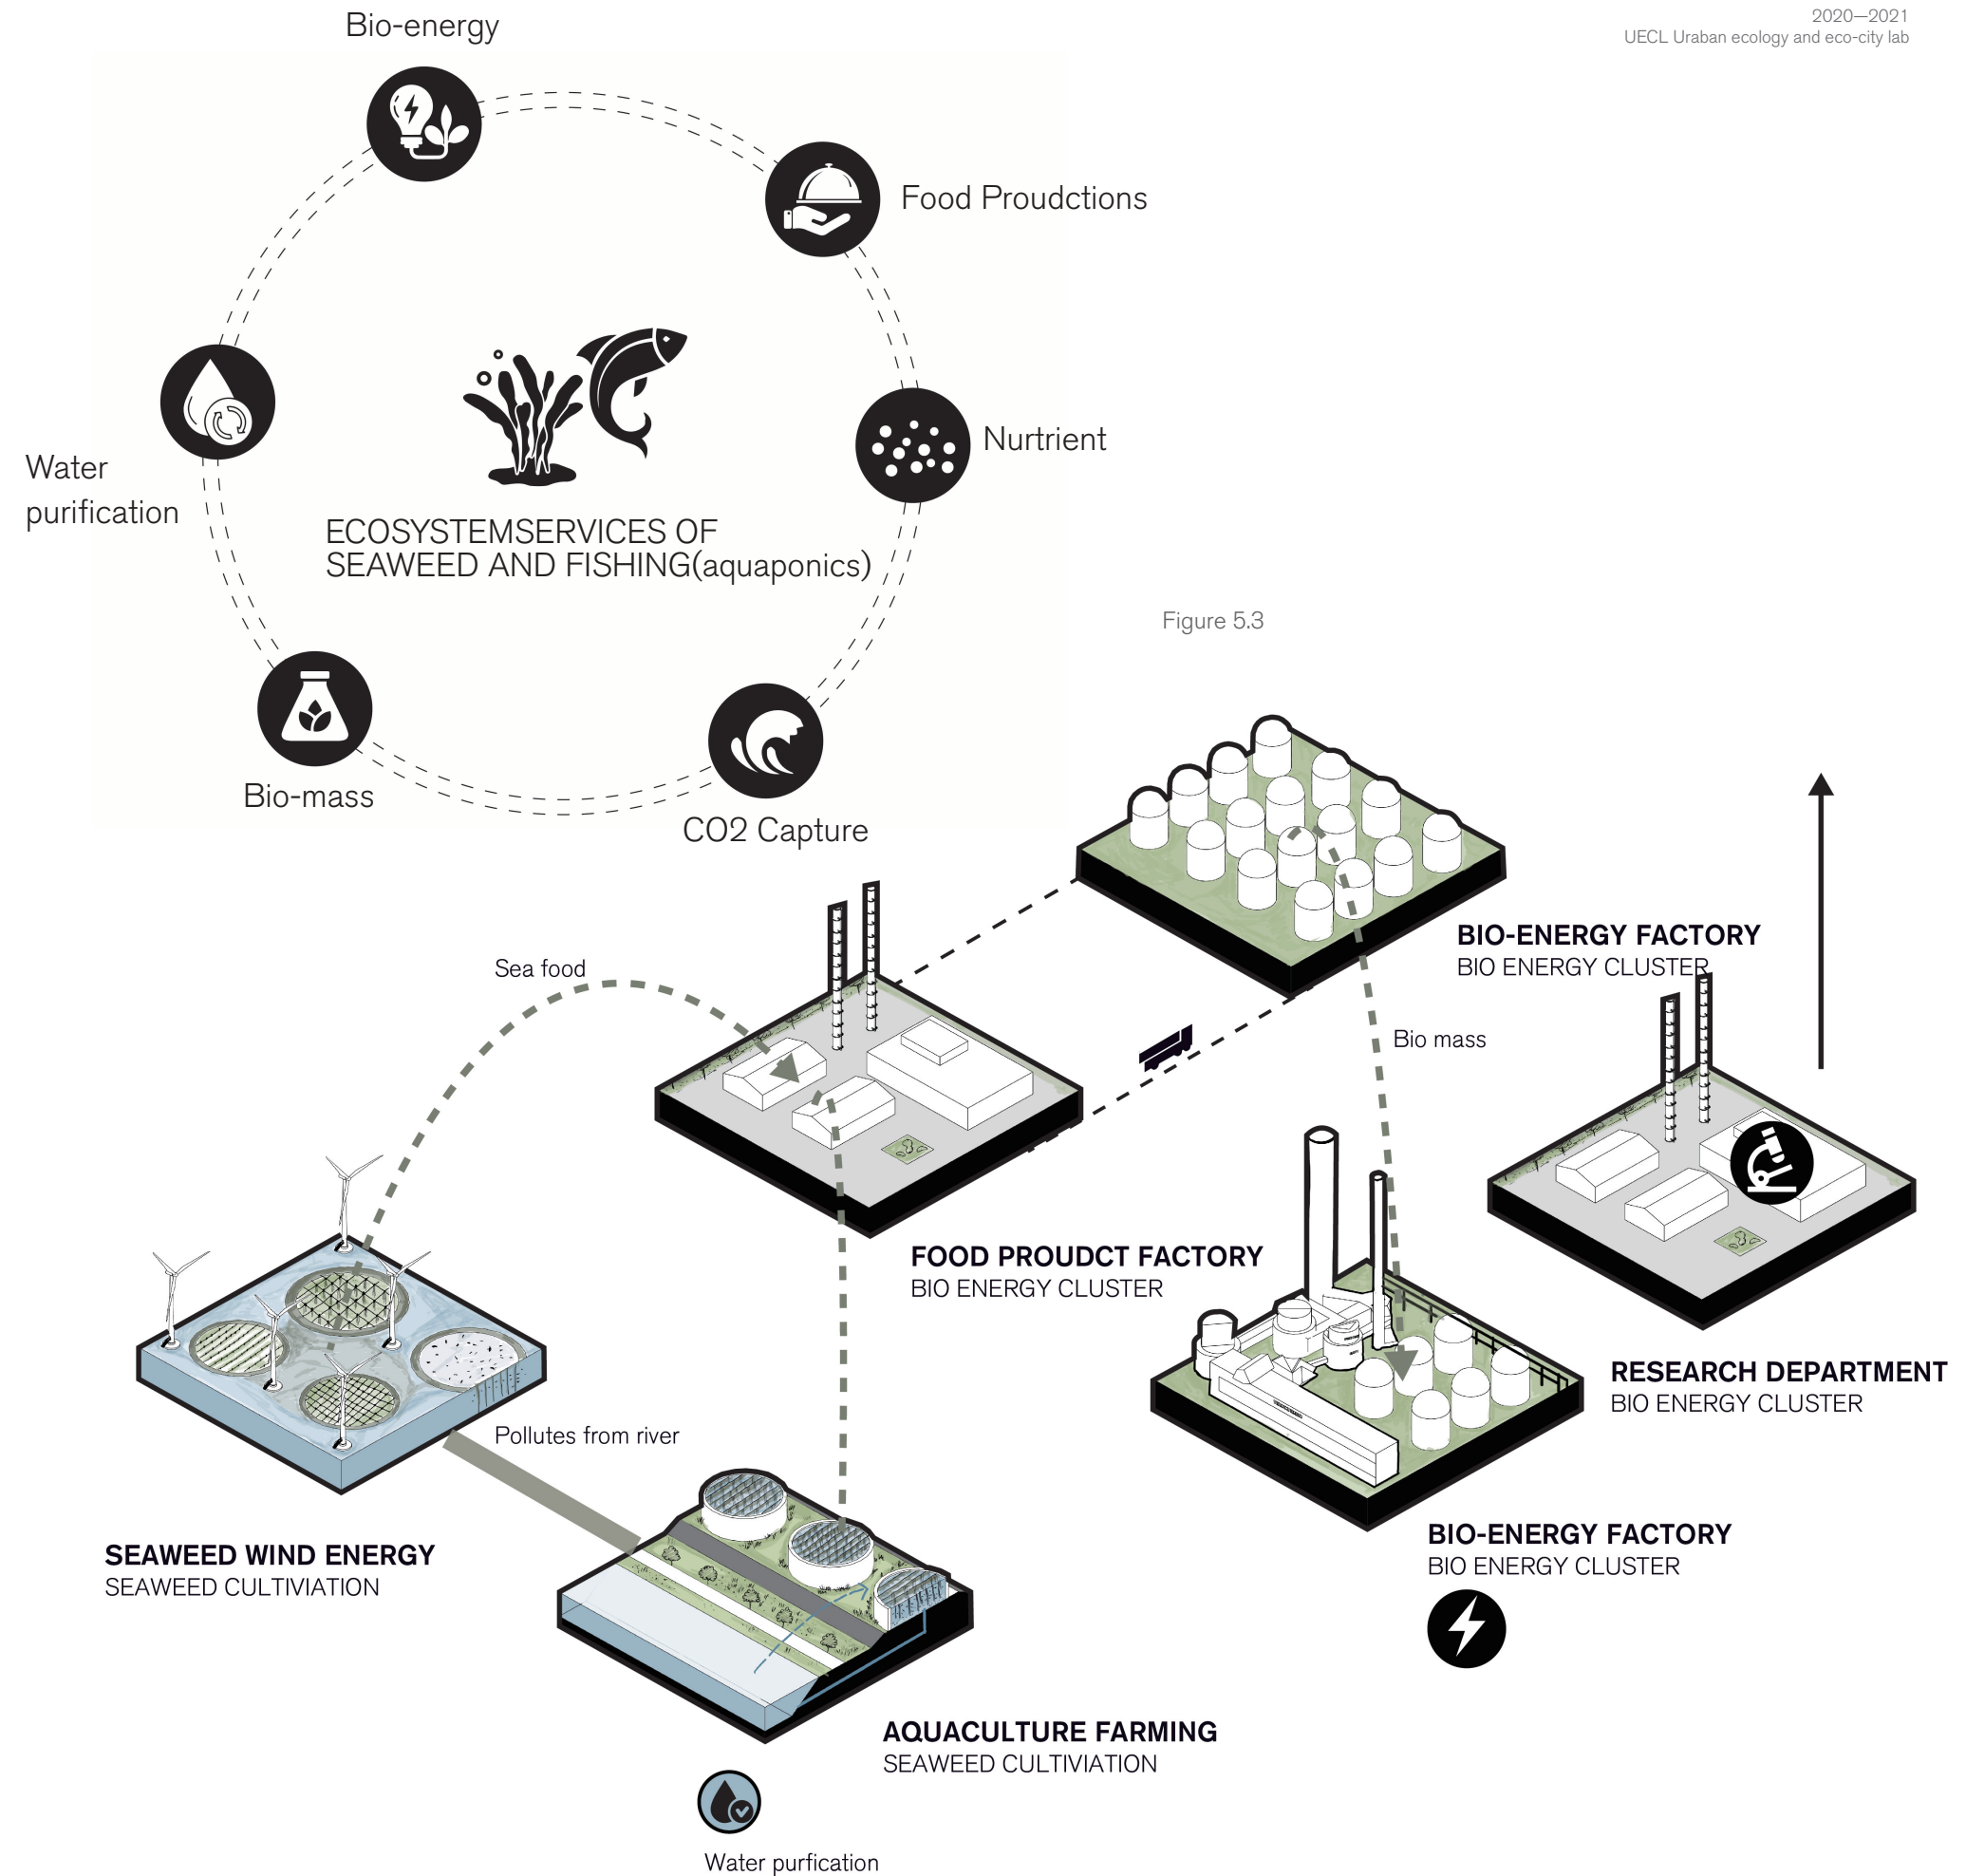 2020—2021
UECL Uraban ecology and eco-city lab
Bio-energy
Food Proudctions
Nurtrient
Water
purification
ECOSYSTEMSERVICES OF
SEAWEED AND FISHING(aquaponics)
Bio-mass
CO2 Capture
Figure 5.3
BIO-ENERGY FACTORY
BIO ENERGY CLUSTER
Sea food
Bio mass
FOOD PROUDCT FACTORY
BIO ENERGY CLUSTER
RESEARCH DEPARTMENT
BIO ENERGY CLUSTER
Pollutes from river
SEAWEED WIND ENERGY
SEAWEED CULTIVIATION
BIO-ENERGY FACTORY
BIO ENERGY CLUSTER
AQUACULTURE FARMING
SEAWEED CULTIVIATION
Water purfication